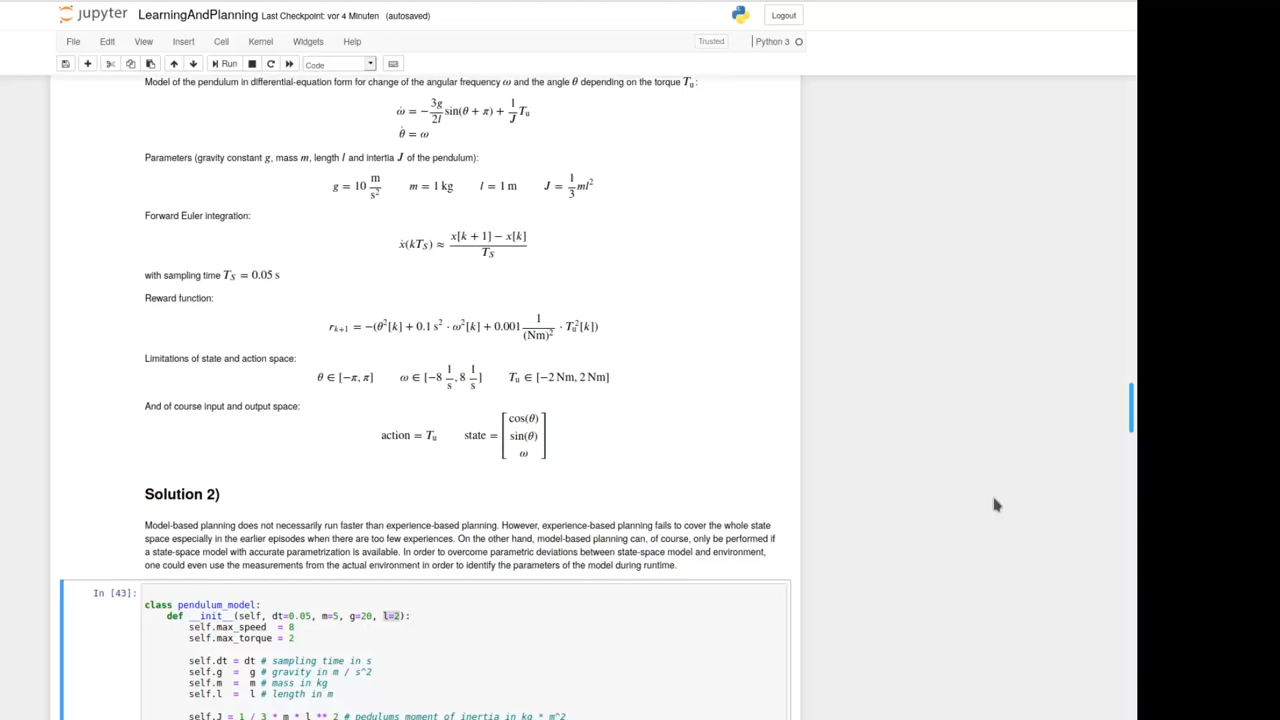 jupyter LearningAndPlanning Last Checkpoint: vor 4 Minuten (autosaved) Logout
File Edit View Insert Cell Kernel Widgets Help Trusted | Python 3
Run Code
Model of the pendulum in differential-equation form for change of the angular frequency ω and the angle θ depending on the torque T_u:
ω̇ = −3g/2l sin(θ + π) + 1/J T_u
θ̇ = ω
Parameters (gravity constant g, mass m, length l and intertia J of the pendulum):
g = 10 m/s² m = 1 kg l = 1 m J = 1/3 ml²
Forward Euler integration:
ẋ(kT_S) ≈ x[k + 1] − x[k] / T_S
with sampling time T_S = 0.05 s
Reward function:
r_{k+1} = −(θ²[k] + 0.1 s² · ω²[k] + 0.001 1/(Nm)² · T_u²[k])
Limitations of state and action space:
θ ∈ [−π, π] ω ∈ [−8 1/s, 8 1/s] T_u ∈ [−2 Nm, 2 Nm]
And of course input and output space:
action = T_u state = [cos(θ) sin(θ) ω]
Solution 2)
Model-based planning does not necessarily run faster than experience-based planning. However, experience-based planning fails to cover the whole state
space especially in the earlier episodes when there are too few experiences. On the other hand, model-based planning can, of course, only be performed if
a state-space model with accurate parametrization is available. In order to overcome parametric deviations between state-space model and environment,
one could even use the measurements from the actual environment in order to identify the parameters of the model during runtime.
In [43]:
class pendulum_model:
def __init__(self, dt=0.05, m=5, g=20, l=2):
self.max_speed = 8
self.max_torque = 2
self.dt = dt # sampling time in s
self.g = g # gravity in m / s^2
self.m = m # mass in kg
self.l = l # length in m
self.J = 1 / 3 * m * l ** 2 # pedulums moment of inertia in kg * m^2